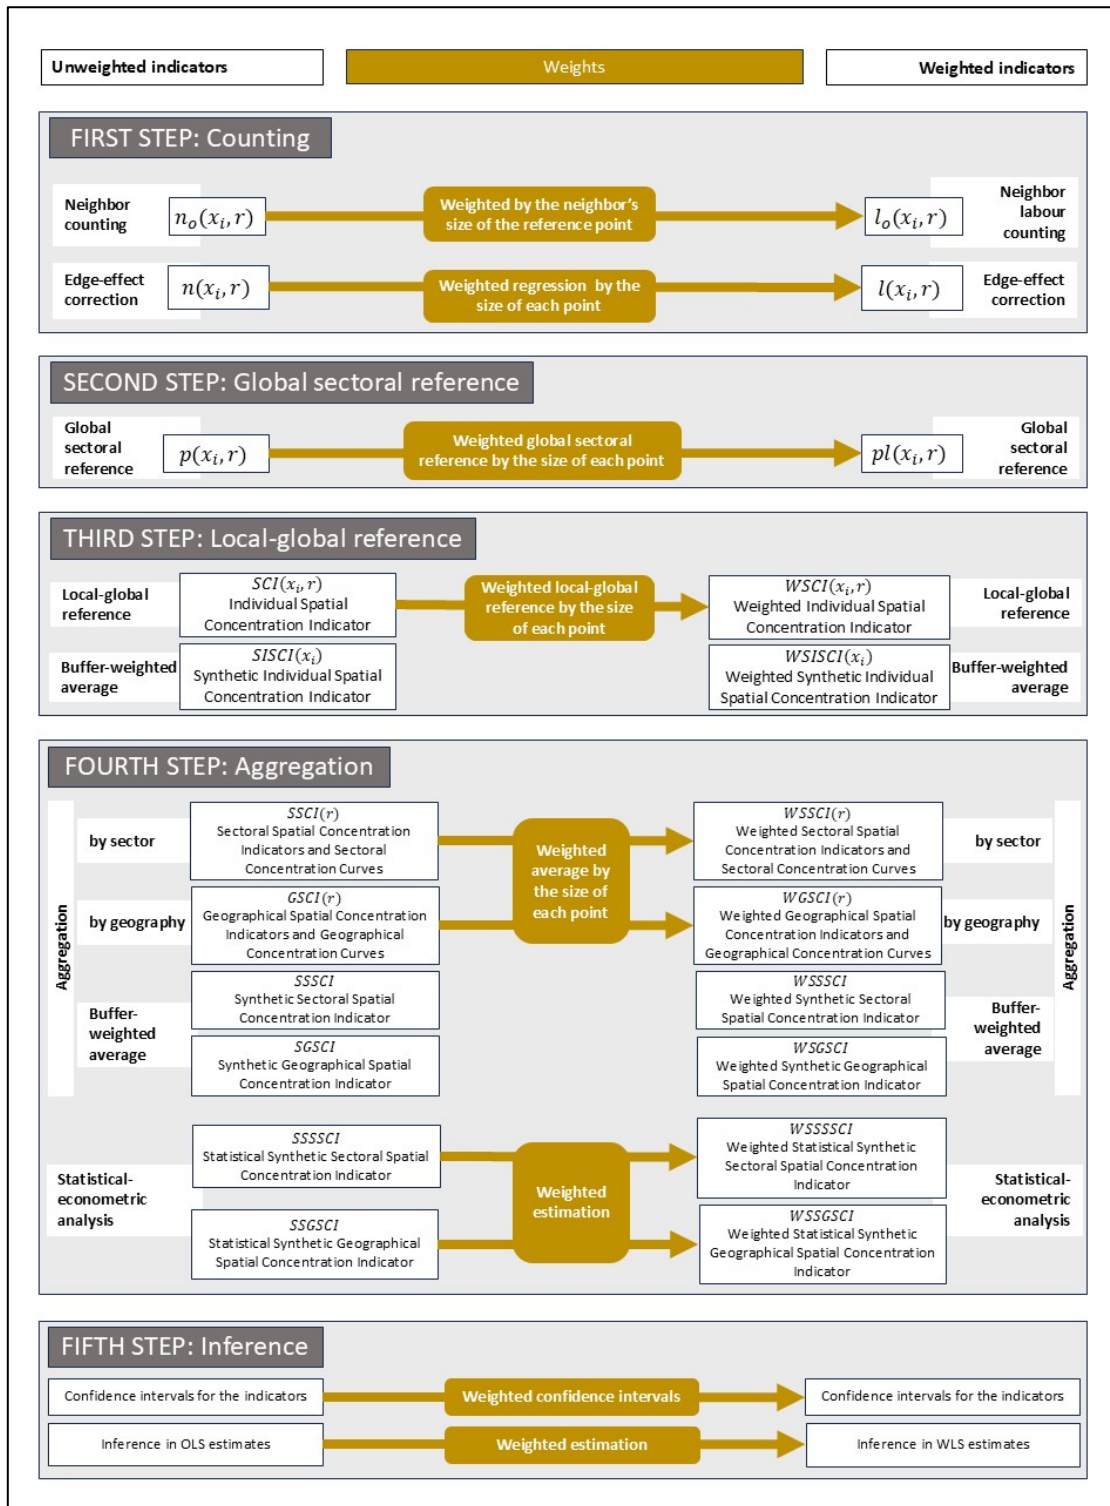 Unweighted indicators
Weights
Weighted indicators
FIRST STEP: Counting
Neighbor
counting
n_o(x_i, r)
Weighted by the neighbor's
size of the reference point
l_o(x_i, r)
Neighbor
labour
counting
Edge-effect
correction
n(x_i, r)
Weighted regression by the
size of each point
l(x_i, r)
Edge-effect
correction
SECOND STEP: Global sectoral reference
Global
sectoral
reference
p(x_i, r)
Weighted global sectoral
reference by the size of each point
pl(x_i, r)
Global
sectoral
reference
THIRD STEP: Local-global reference
Local-global
reference
SCI(x_i, r)
Individual Spatial
Concentration Indicator
Weighted local-global
reference by the size
of each point
WSCI(x_i, r)
Weighted Individual Spatial
Concentration Indicator
Local-global
reference
Buffer-weighted
average
SISCI(x_i)
Synthetic Individual Spatial
Concentration Indicator
WSISCI(x_i)
Weighted Synthetic Individual
Spatial Concentration Indicator
Buffer-weighted
average
FOURTH STEP: Aggregation
Aggregation
by sector
SSCI(r)
Sectoral Spatial Concentration
Indicators and Sectoral
Concentration Curves
Weighted
average by
the size of
each point
WSSCI(r)
Weighted Sectoral Spatial
Concentration Indicators and
Sectoral Concentration Curves
by sector
Aggregation
by geography
GSCI(r)
Geographical Spatial Concentration
Indicators and Geographical
Concentration Curves
WGSCI(r)
Weighted Geographical Spatial
Concentration Indicators and
Geographical Concentration Curves
by geography
Buffer-
weighted
average
SSSCI
Synthetic Sectoral Spatial
Concentration Indicator
WSSSCI
Weighted Synthetic Sectoral
Spatial Concentration Indicator
Buffer-
weighted
average
SGSCI
Synthetic Geographical Spatial
Concentration Indicator
WSGSCI
Weighted Synthetic Geographical
Spatial Concentration Indicator
Statistical-
econometric
analysis
SSSSCI
Statistical Synthetic Sectoral Spatial
Concentration Indicator
Weighted
estimation
WSSSSCI
Weighted Statistical Synthetic
Sectoral Spatial Concentration
Indicator
Statistical-
econometric
analysis
SSGSCI
Statistical Synthetic Geographical
Spatial Concentration Indicator
WSSGSCI
Weighted Statistical Synthetic
Geographical Spatial Concentration
Indicator
FIFTH STEP: Inference
Confidence intervals for the indicators
Weighted confidence intervals
Confidence intervals for the indicators
Inference in OLS estimates
Weighted estimation
Inference in WLS estimates